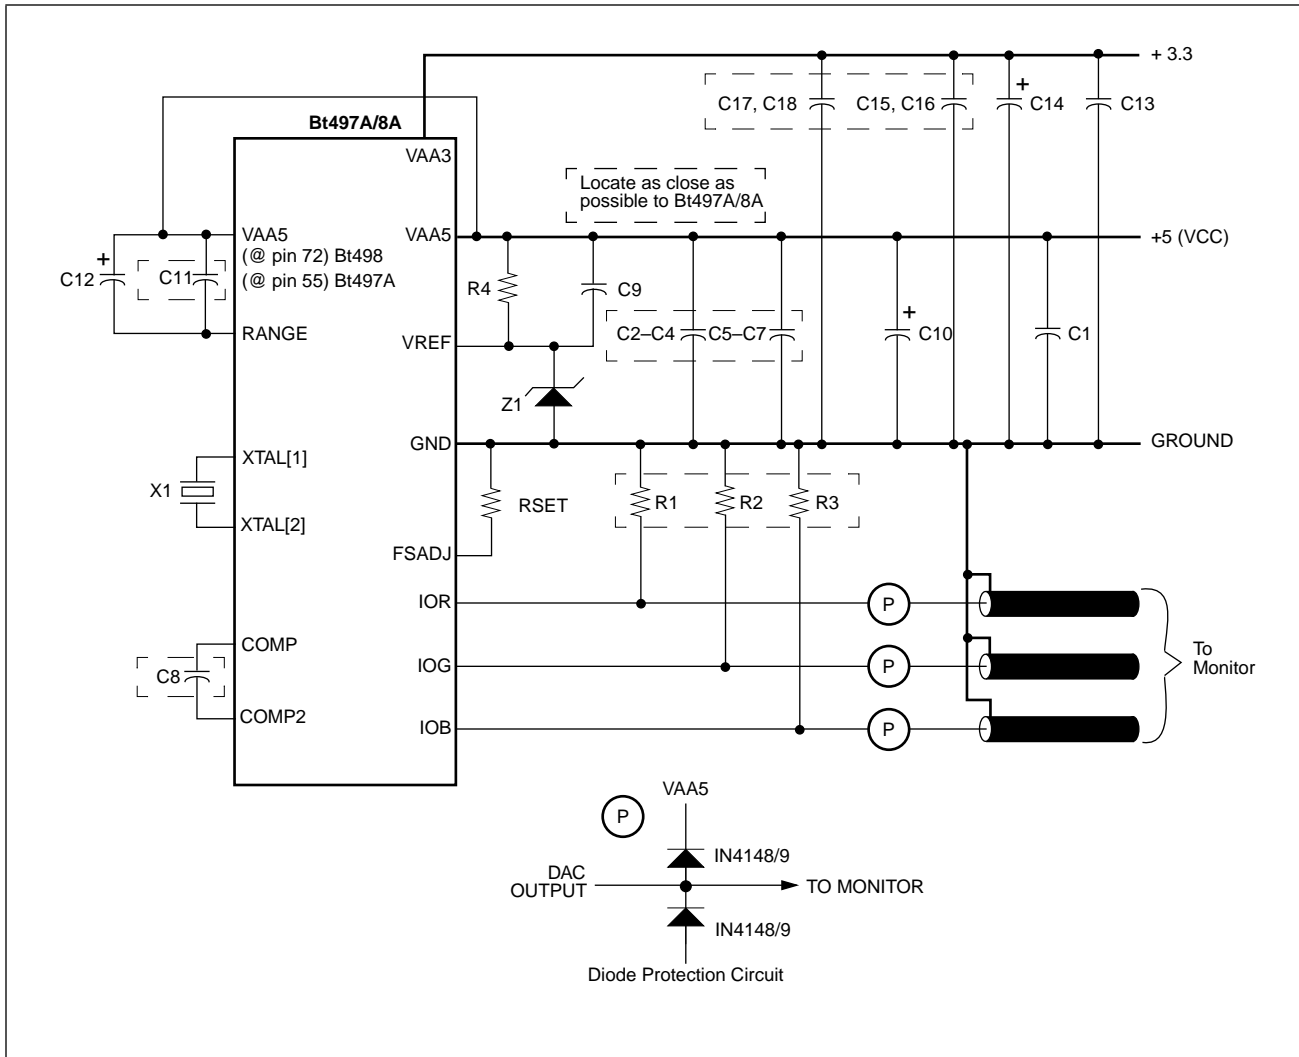 + 3.3
C17, C18
C15, C16
+
C14
C13
Bt497A/8A
VAA3
Locate as close as
possible to Bt497A/8A
VAA5
(@ pin 72) Bt498
(@ pin 55) Bt497A
VAA5
+5 (VCC)
+
C12
C11
R4
C9
RANGE
VREF
C2–C4
C5–C7
+
C10
C1
Z1
GND
GROUND
XTAL[1]
X1
XTAL[2]
RSET
R1
R2
R3
FSADJ
IOR
P
COMP
C8
COMP2
IOG
P
To
Monitor
IOB
P
VAA5
P
IN4148/9
DAC
OUTPUT
TO MONITOR
IN4148/9
Diode Protection Circuit